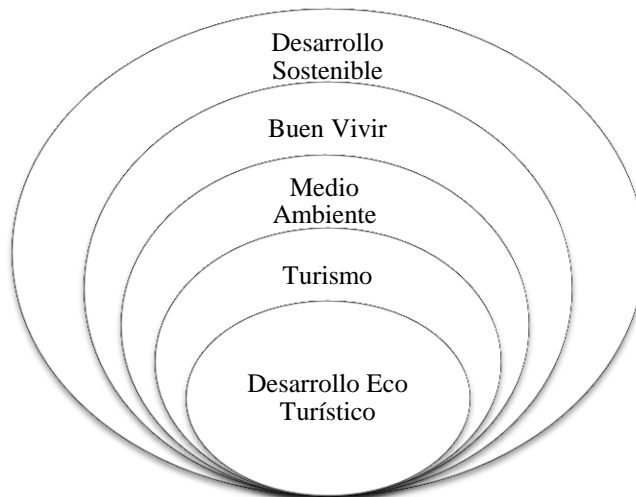 Desarrollo
Sostenible
Buen Vivir
Medio
Ambiente
Turismo
Desarrollo Eco
Turístico